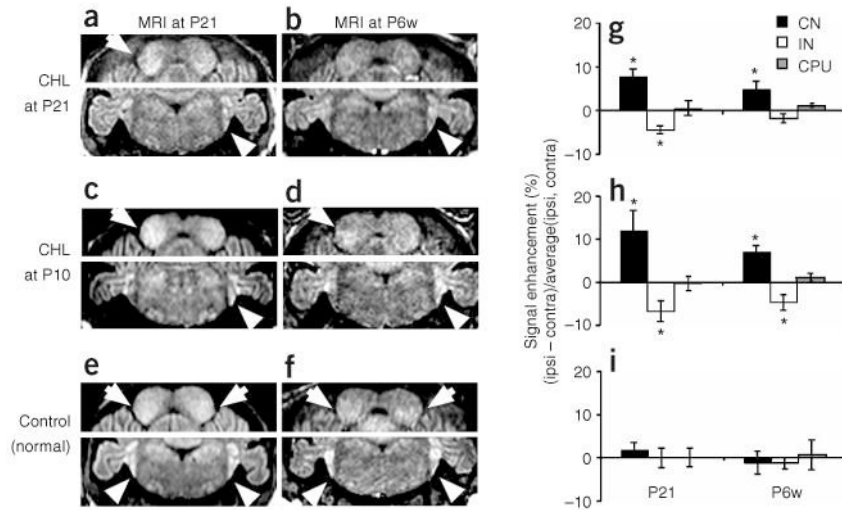 MRI at P21 MRI at P6w
a b
CHL
at P21
c d
CHL
at P10
e f
Control
(normal)
Signal enhancement (%)
(ipsi – contra)/average(ipsi, contra)
g
CN
IN
CPU
20
10
0
–10
* * *
h
20
10
0
–10
* * * *
i
20
10
0
–10
P21 P6w